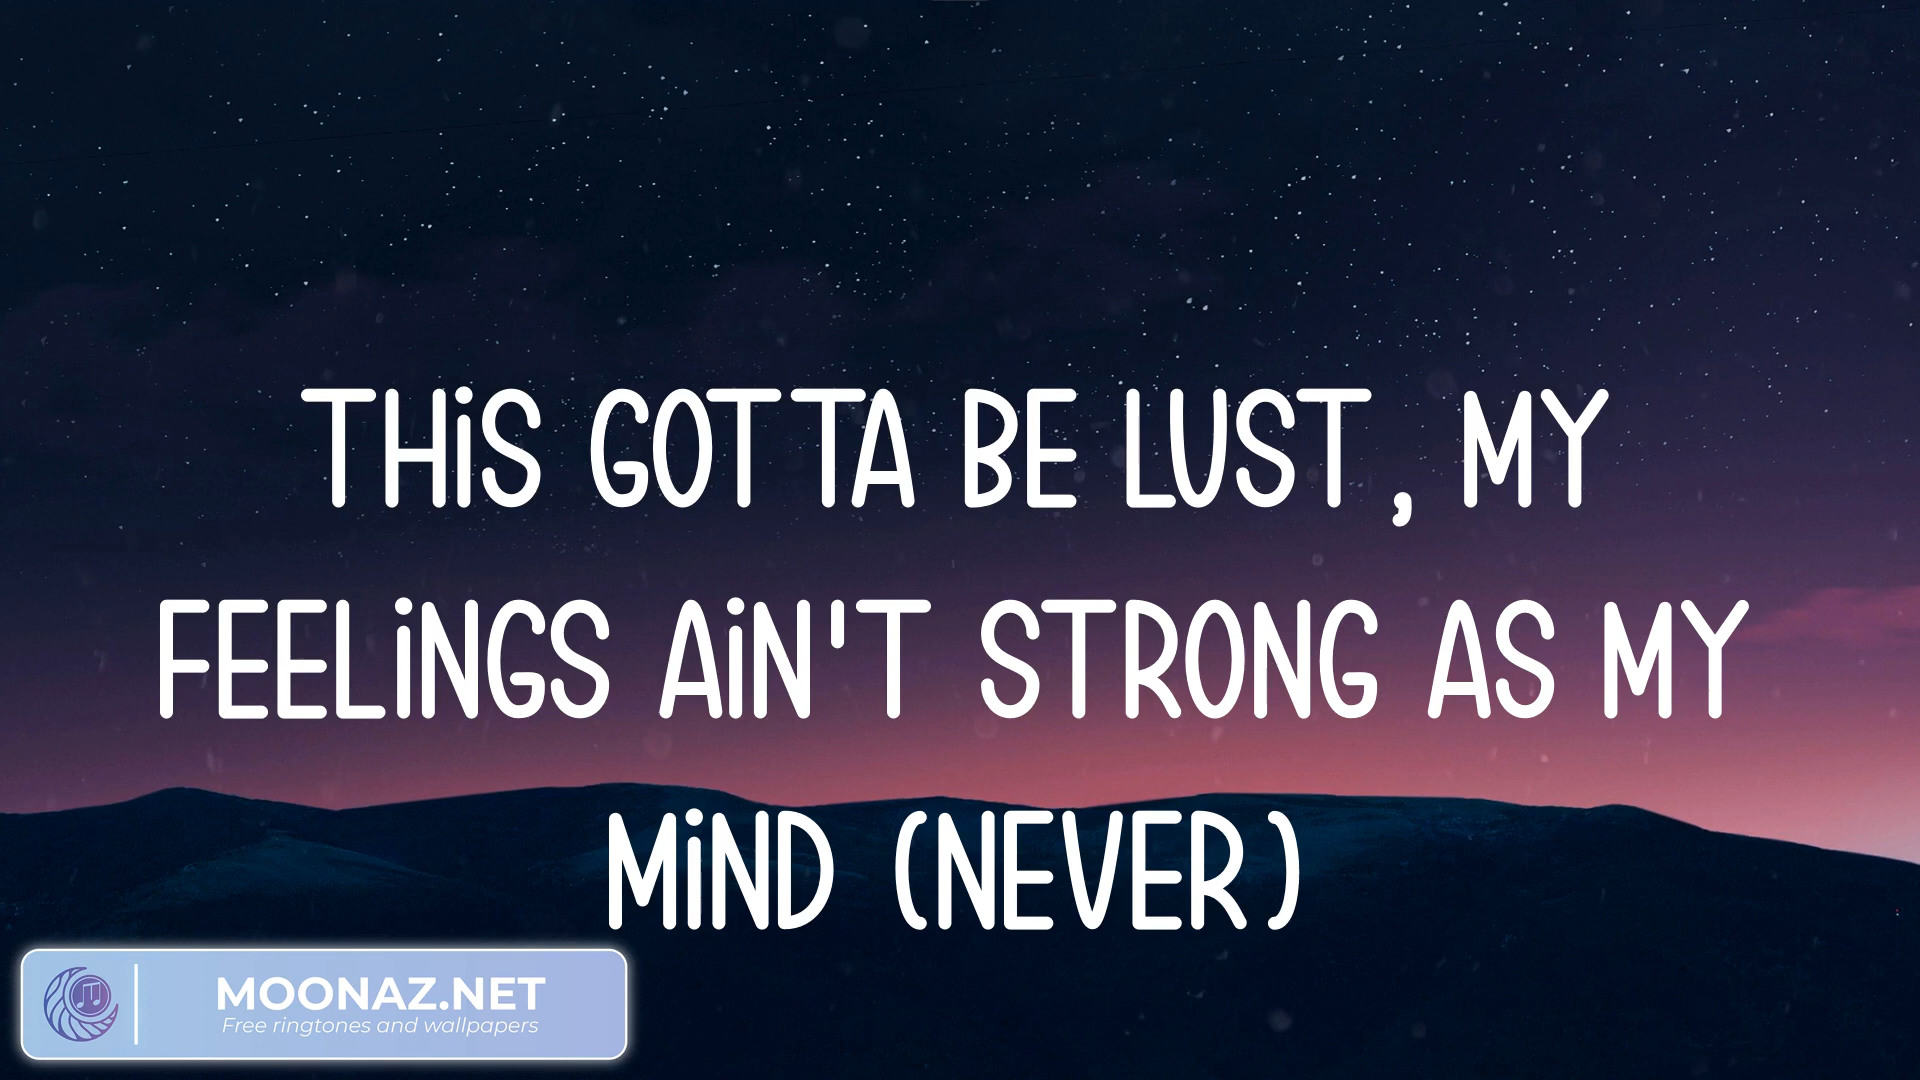 THiS GOTTA BE LUST, MY
FEELiNGS AiN'T STRONG AS MY
MiND (NEVER)
MOONAZ.NET
Free ringtones and wallpapers